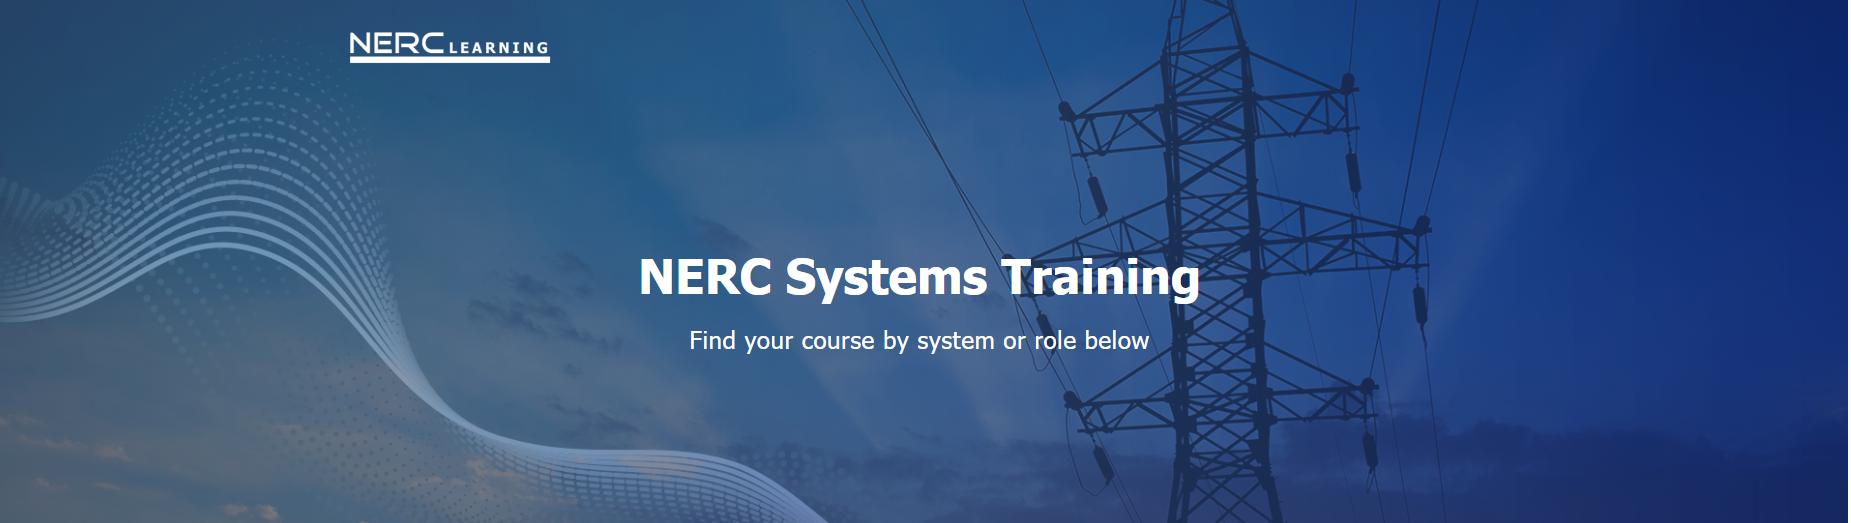 NERC LEARNING
NERC Systems Training
Find your course by system or role below